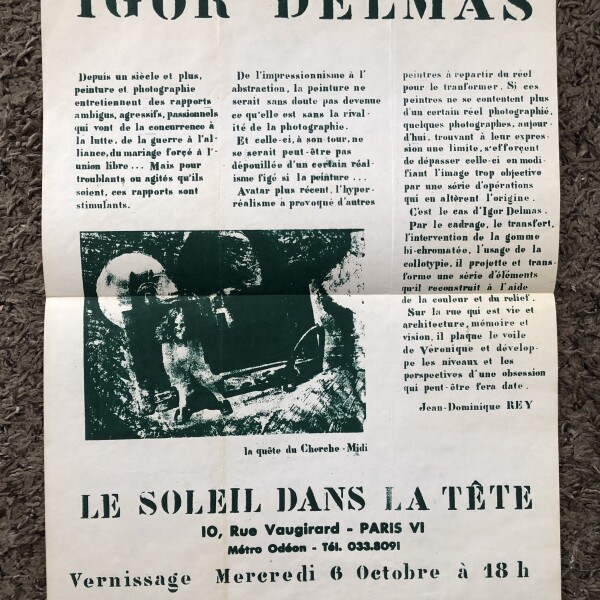 IGOR DELMAS
Depuis un siècle et plus,
peinture et photographie
entretiennent des rapports
ambigus, agressifs, passionnels
qui vont de la concurrence à
la lutte, de la guerre à l'al-
liance, du mariage forcé à l'-
union libre... Mais pour
troublants ou agités qu'ils
soient, ces rapports sont
stimulants.
De l'impressionnisme à l'
abstraction, la peinture ne
serait sans doute pas devenue
ce qu'elle est sans la rival-
ité de la photographie.
Et celle-ci, à son tour, ne
se serait peut-être pas
dépouillée d'un certain réal-
isme figé si la peinture...
Avatar plus récent, l'hyper-
réalisme à provoqué d'autres
peintres à repartir du réel
pour le tranformer. Si ces
peintres ne se contentent plus
d'un certain réel photographié,
quelques photographes, aujour-
d'hui, trouvant à leur expres-
sion une limite, s'efforçent
de dépasser celle-ci en modi-
fiant l'image trop objective
par une série d'opérations
qui en altèrent l'origine.
C'est le cas d'Igor Delmas.
Par le cadrage, le transfert,
l'intervention de la gomme
bi-chromatée, l'usage de la
collotypie, il projette et trans-
forme une série d'éléments
qu'il reconstruit à l'aide
de la couleur et du relief.
Sur la rue qui est vie et
architecture, mémoire et
vision, il plaque le voile
de Véronique et dévelop-
pe les niveaux et les
perspectives d'une obsession
qui peut-être fera date.
Jean-Dominique REY
la quête du Cherche-Midi
LE SOLEIL DANS LA TÊTE
10, Rue Vaugirard - PARIS VI
Métro Odéon - Tél. 033.8091
Vernissage Mercredi 6 Octobre à 18 h